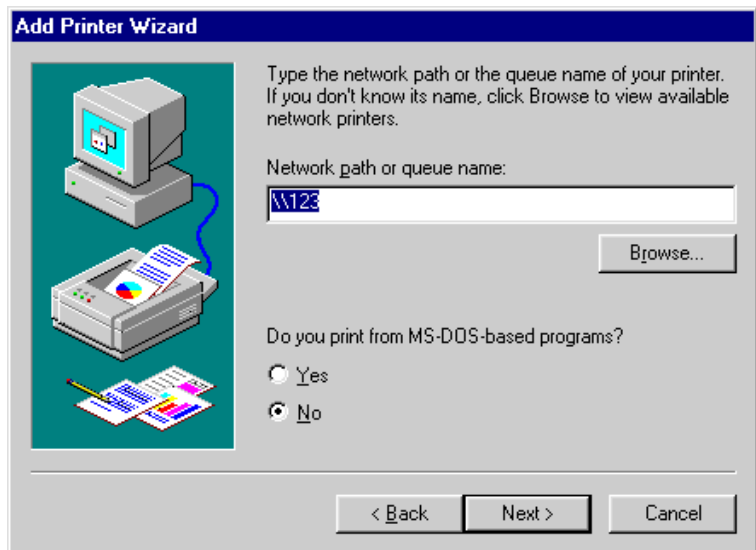 Add Printer Wizard
Type the network path or the queue name of your printer.
If you don't know its name, click Browse to view available
network printers.
Network path or queue name:
\\123
Browse...
Do you print from MS-DOS-based programs?
Yes
No
< Back
Next >
Cancel